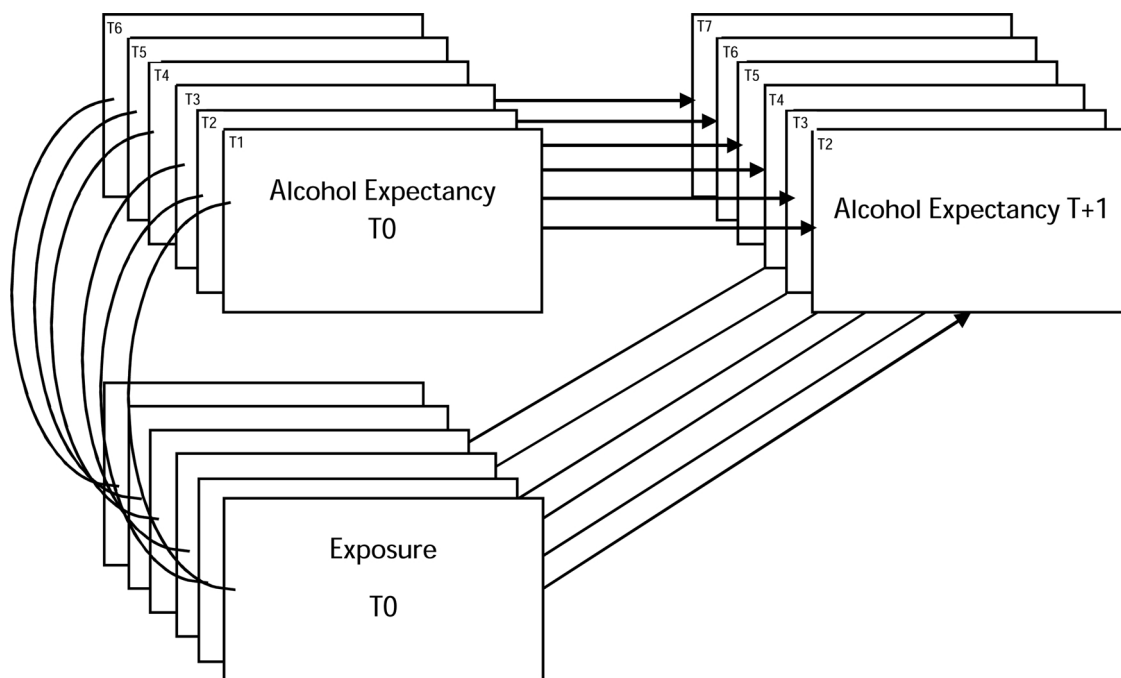 T6
T5
T4
T3
T2
T1
Alcohol Expectancy
T0
T7
T6
T5
T4
T3
T2
Alcohol Expectancy T+1
Exposure
T0